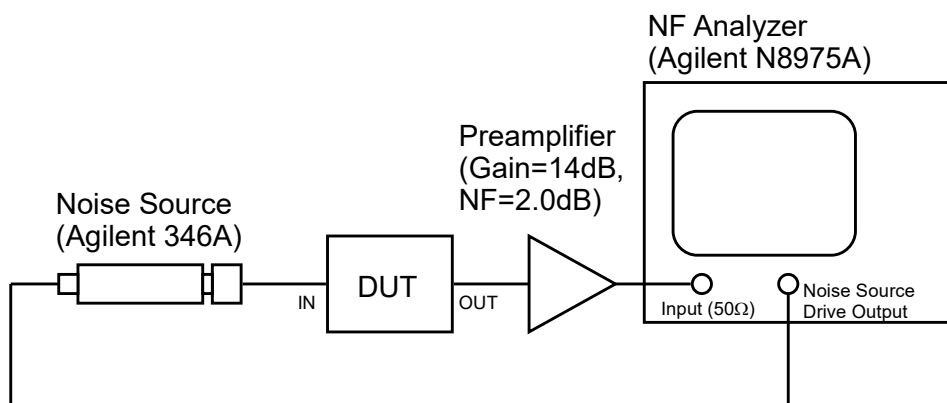 NF Analyzer
(Agilent N8975A)
Preamplifier
(Gain=14dB,
NF=2.0dB)
Noise Source
(Agilent 346A)
IN
DUT
OUT
Input (50Ω)
Noise Source
Drive Output